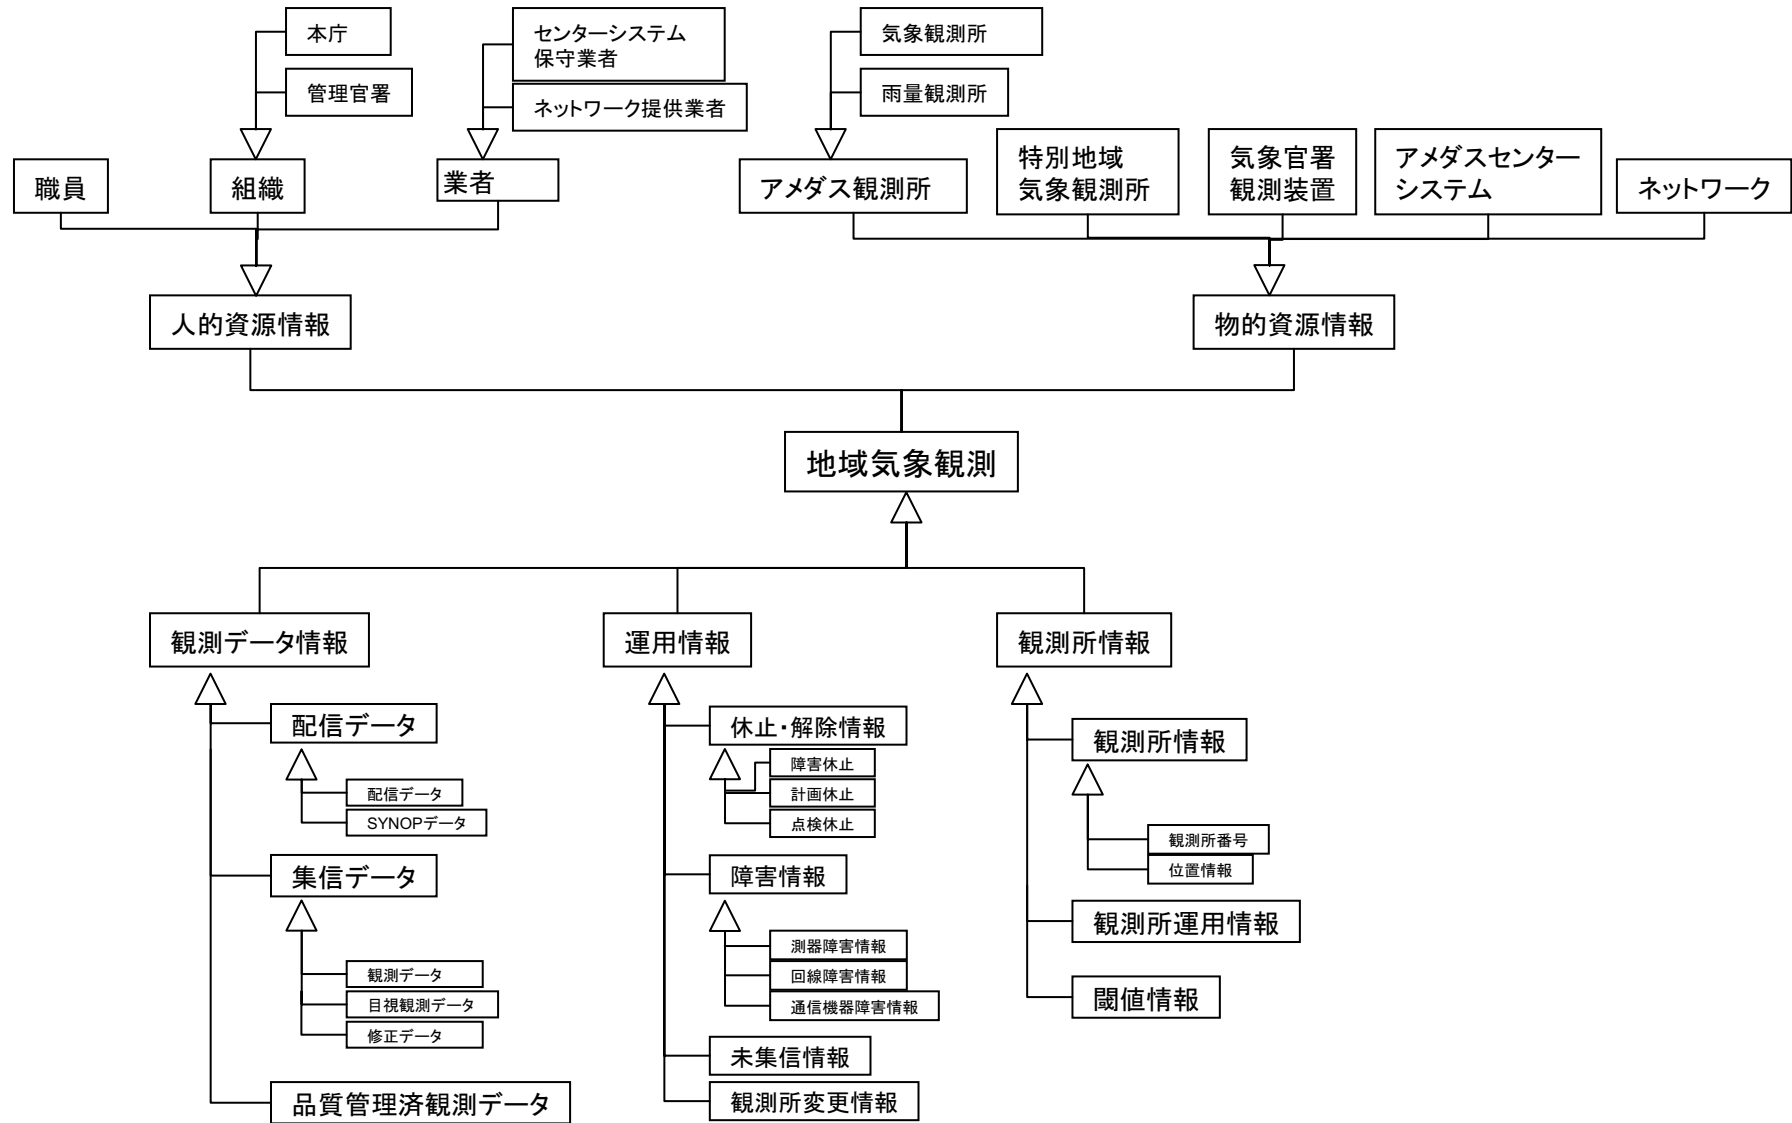 本庁
管理官署
センターシステム
保守業者
ネットワーク提供業者
気象観測所
雨量観測所
職員
組織
業者
アメダス観測所
特別地域
気象観測所
気象官署
観測装置
アメダスセンター
システム
ネットワーク
人的資源情報
物的資源情報
地域気象観測
観測データ情報
運用情報
観測所情報
配信データ
配信データ
SYNOPデータ
集信データ
観測データ
目視観測データ
修正データ
品質管理済観測データ
休止・解除情報
障害休止
計画休止
点検休止
障害情報
測器障害情報
回線障害情報
通信機器障害情報
未集信情報
観測所変更情報
観測所情報
観測所番号
位置情報
観測所運用情報
閾値情報